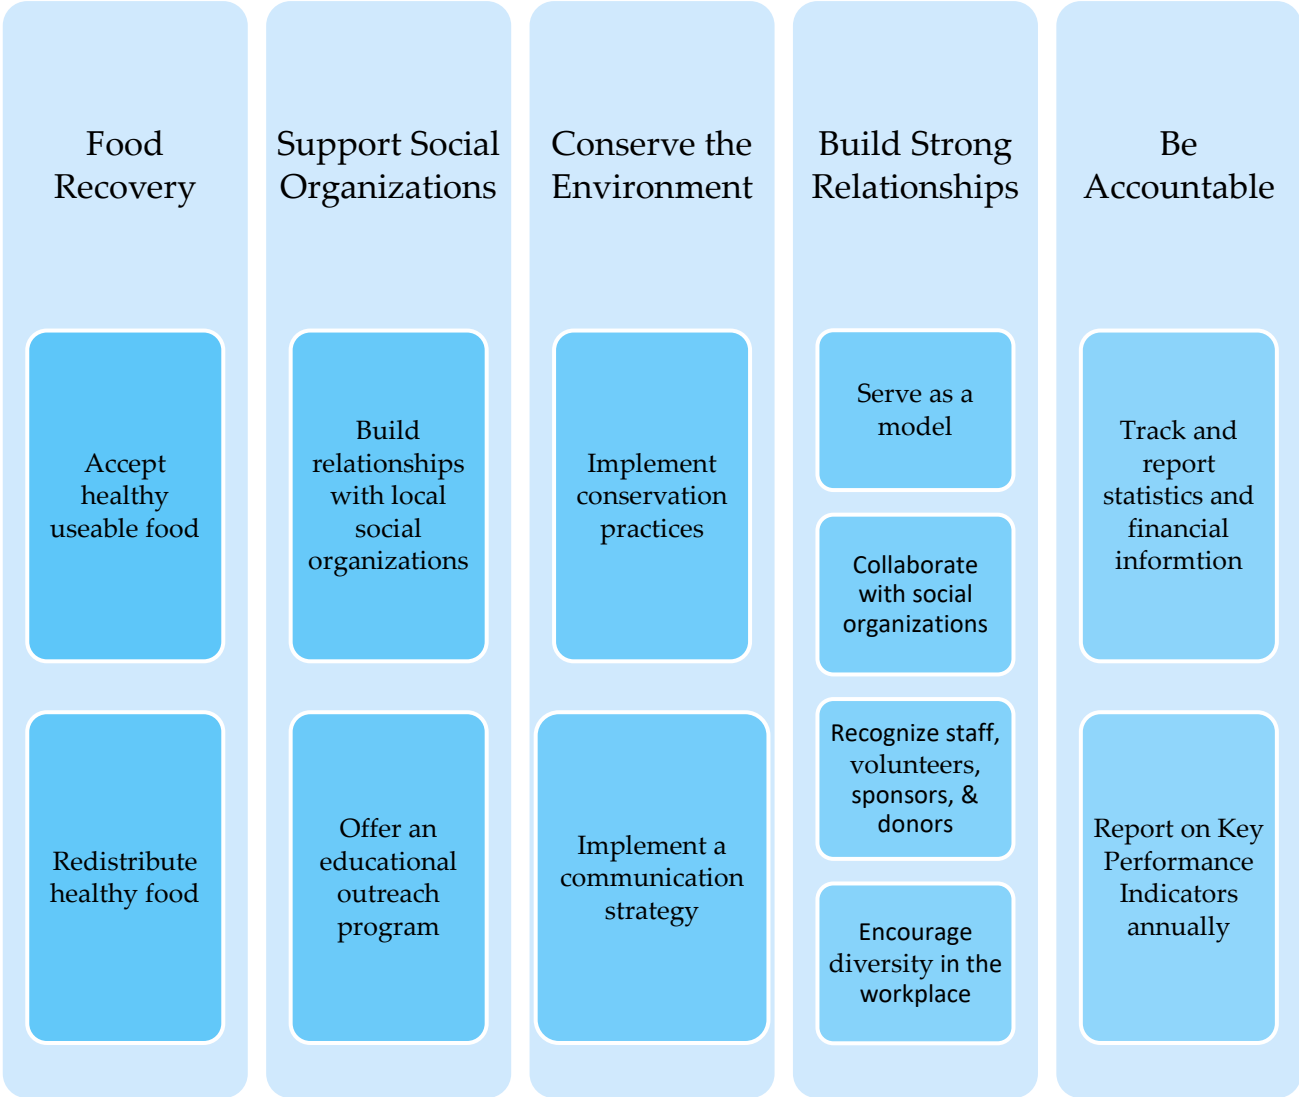 Food
Recovery
Accept
healthy
useable food
Redistribute
healthy food
Support Social
Organizations
Build
relationships
with local
social
organizations
Offer an
educational
outreach
program
Conserve the
Environment
Implement
conservation
practices
Implement a
communication
strategy
Build Strong
Relationships
Serve as a
model
Collaborate
with social
organizations
Recognize staff,
volunteers,
sponsors, &
donors
Encourage
diversity in the
workplace
Be
Accountable
Track and
report
statistics and
financial
informtion
Report on Key
Performance
Indicators
annually